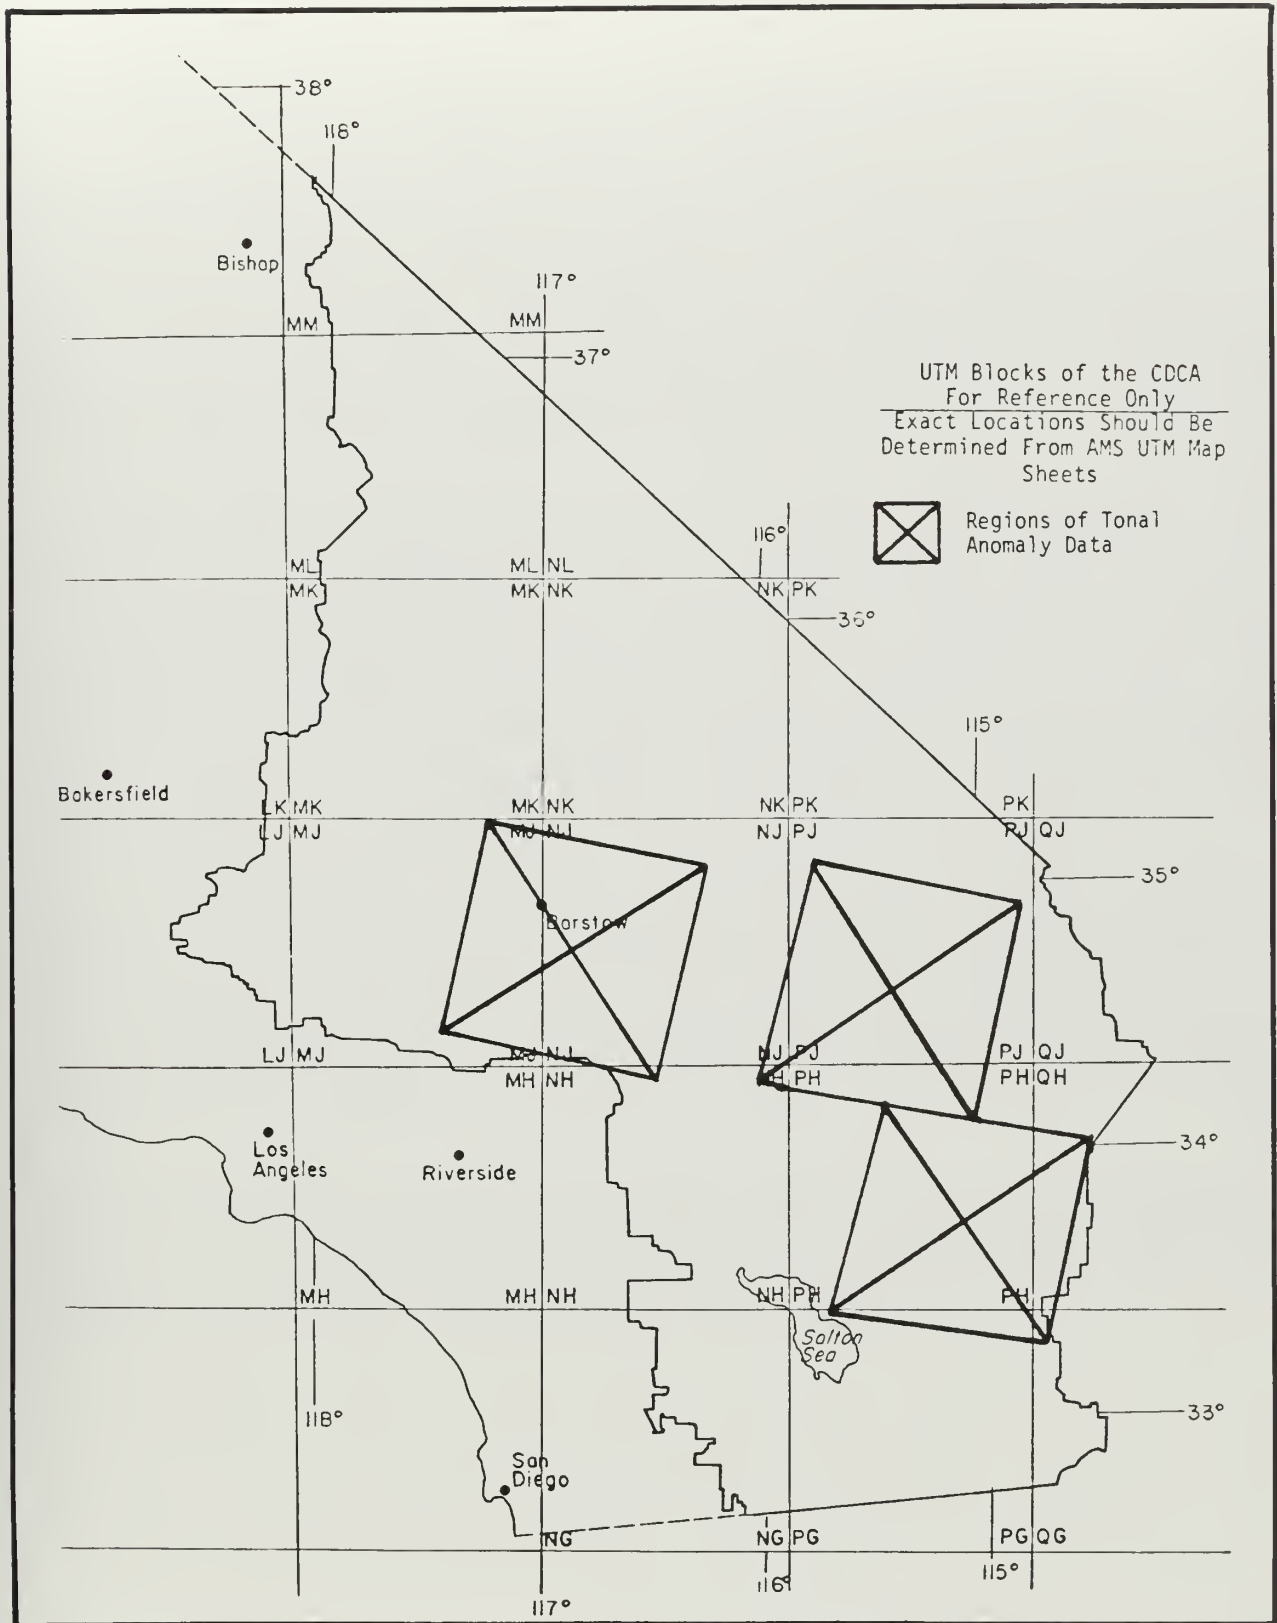 38°
118°
Bishop
117°
MM
MM
37°
UTM Blocks of the CDCA
For Reference Only
Exact Locations Should Be
Determined From AMS UTM Map
Sheets
Regions of Tonal
Anomaly Data
116°
ML
ML NL
MK
MK NK
NK PK
36°
115°
Bakersfield
LK MK
MK NK
NK PK
PK
LJ MJ
MJ NJ
NJ PJ
PJ QJ
35°
Barstow
LJ MJ
MJ NJ
NJ PJ
PJ QJ
MH NH
NH PH
PH QH
Los
Angeles
Riverside
34°
MH
MH NH
NH PH
PH
Salton
Sea
118°
33°
San
Diego
NG
NG PG
PG QG
116°
115°
117°